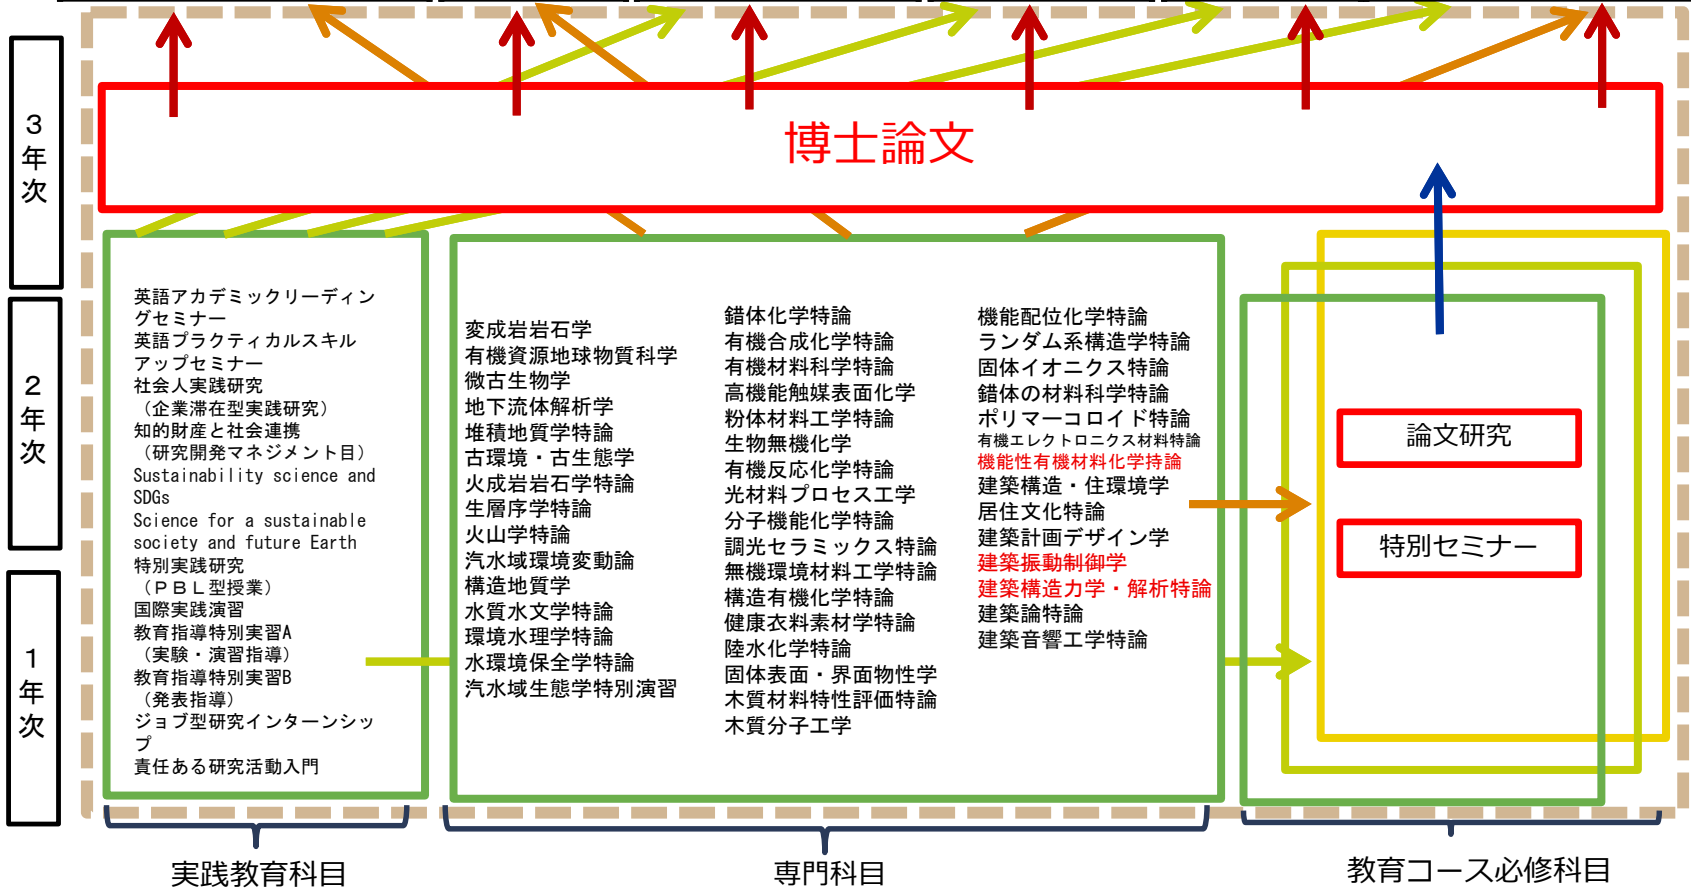 3
年
次
2
年
次
1
年
次
博士論文
英語アカデミックリーディン
グセミナー
英語プラクティカルスキル
アップセミナー
社会人実践研究
（企業滞在型実践研究）
知的財産と社会連携
（研究開発マネジメント目）
Sustainability science and
SDGs
Science for a sustainable
society and future Earth
特別実践研究
（ＰＢＬ型授業）
国際実践演習
教育指導特別実習A
（実験・演習指導）
教育指導特別実習B
（発表指導）
ジョブ型研究インターンシッ
プ
責任ある研究活動入門
変成岩岩石学
有機資源地球物質科学
微古生物学
地下流体解析学
堆積地質学特論
古環境・古生態学
火成岩岩石学特論
生層序学特論
火山学特論
汽水域環境変動論
構造地質学
水質水文学特論
環境水理学特論
水環境保全学特論
汽水域生態学特別演習
錯体化学特論
有機合成化学特論
有機材料科学特論
高機能触媒表面化学
粉体材料工学特論
生物無機化学
有機反応化学特論
光材料プロセス工学
分子機能化学特論
調光セラミックス特論
無機環境材料工学特論
構造有機化学特論
健康衣料素材学特論
陸水化学特論
固体表面・界面物性学
木質材料特性評価特論
木質分子工学
機能配位化学特論
ランダム系構造学特論
固体イオニクス特論
錯体の材料科学特論
ポリマーコロイド特論
有機エレクトロニクス材料特論
機能性有機材料化学持論
建築構造・住環境学
居住文化特論
建築計画デザイン学
建築振動制御学
建築構造力学・解析特論
建築論特論
建築音響工学特論
論文研究
特別セミナー
実践教育科目
専門科目
教育コース必修科目